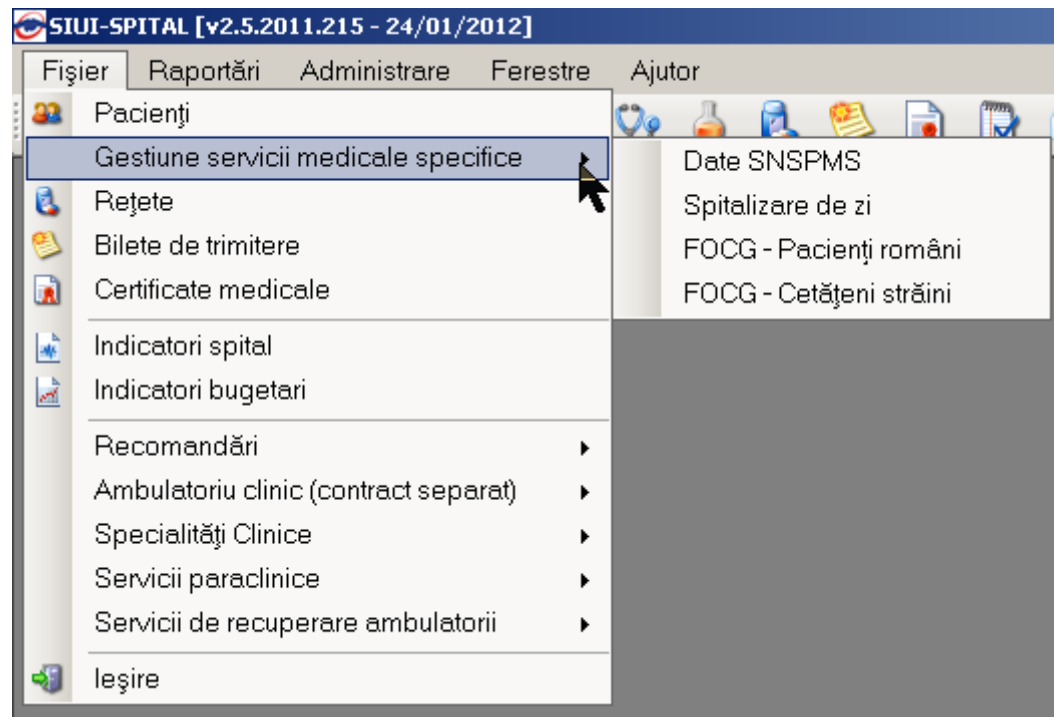 SIUI-SPITAL [v2.5.2011.215 - 24/01/2012]
Fişier Raportări Administrare Ferestre Ajutor
Pacienţi
Gestiune servicii medicale specifice
Date SNSPMS
Spitalizare de zi
FOCG - Pacienţi români
FOCG - Cetăţeni străini
Reţete
Bilete de trimitere
Certificate medicale
Indicatori spital
Indicatori bugetari
Recomandări
Ambulatoriu clinic (contract separat)
Specialităţi Clinice
Servicii paraclinice
Servicii de recuperare ambulatorii
Ieşire